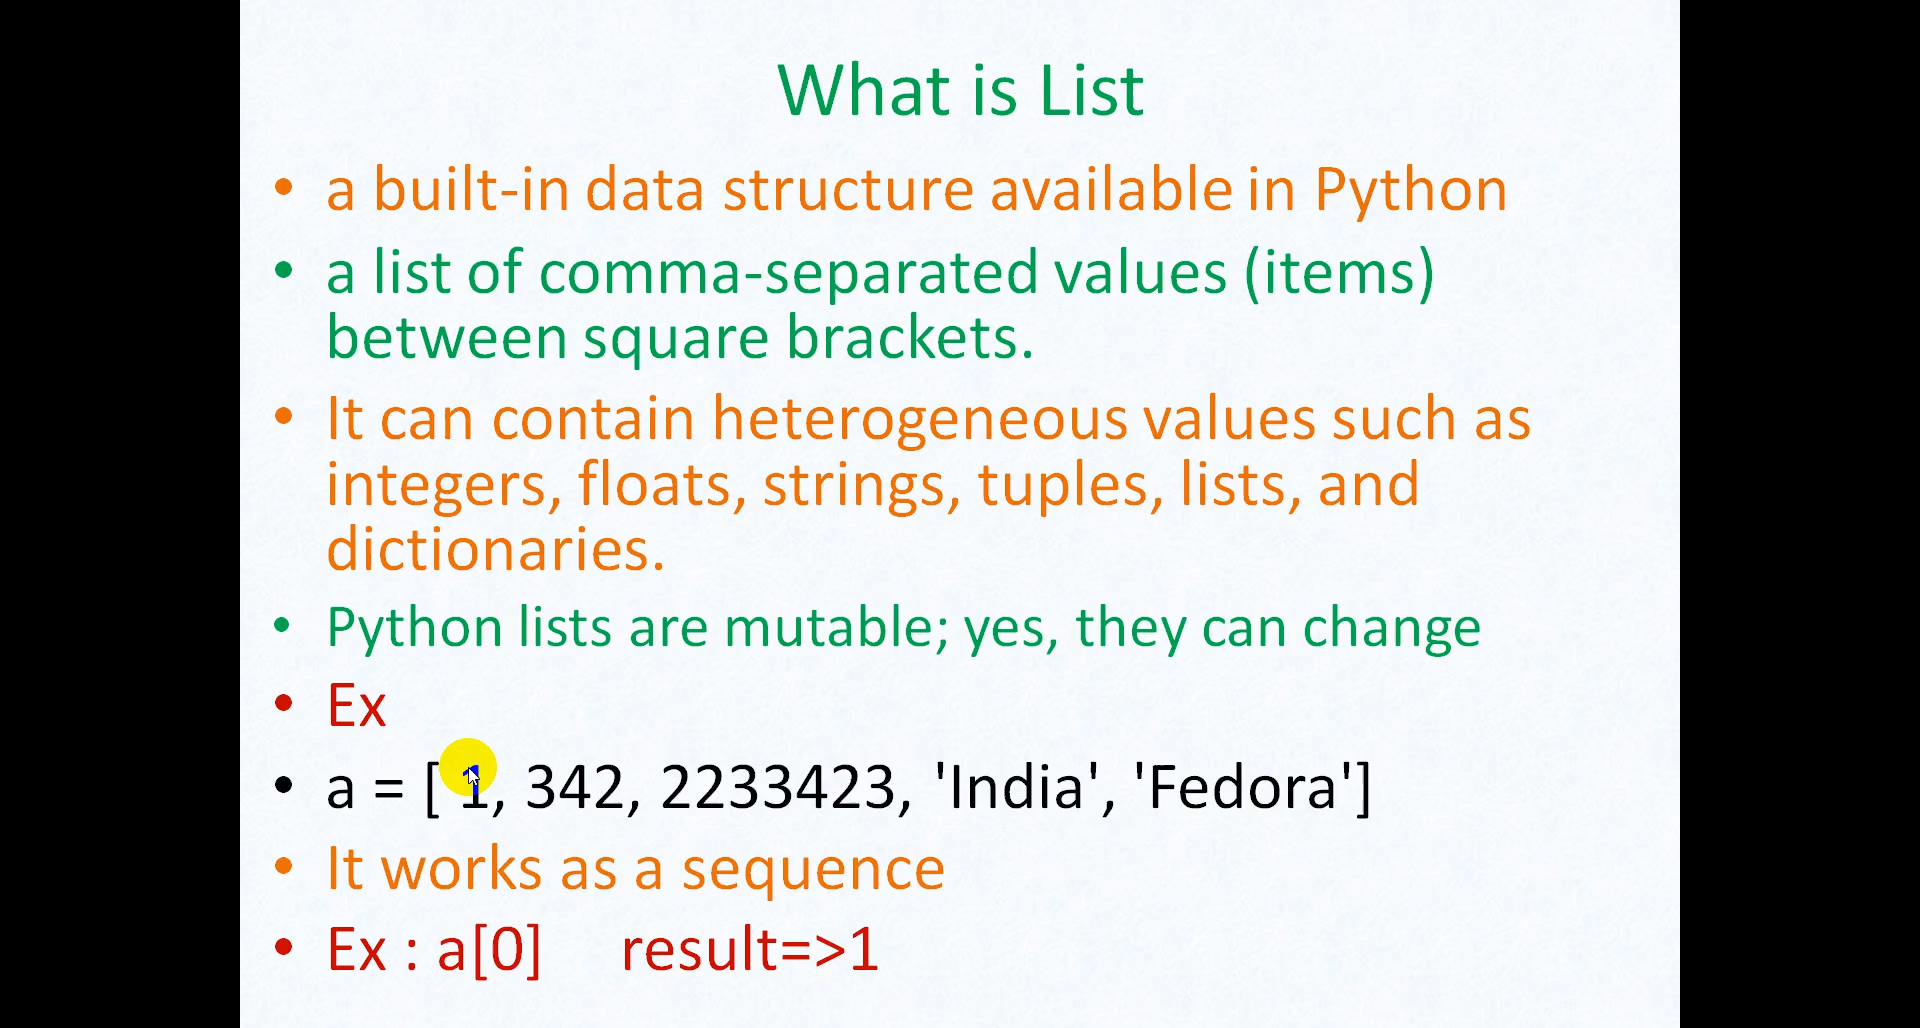 What is List
• a built-in data structure available in Python
• a list of comma-separated values (items)
between square brackets.
• It can contain heterogeneous values such as
integers, floats, strings, tuples, lists, and
dictionaries.
• Python lists are mutable; yes, they can change
• Ex
• a = [ 1, 342, 2233423, 'India', 'Fedora']
• It works as a sequence
• Ex : a[0] result=>1